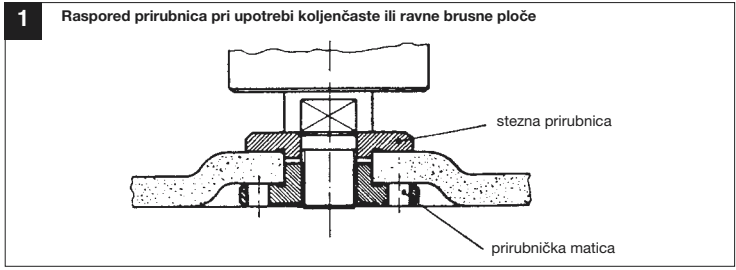 1
Raspored prirubnica pri upotrebi koljenčaste ili ravne brusne ploče
stezna prirubnica
prirubnička matica